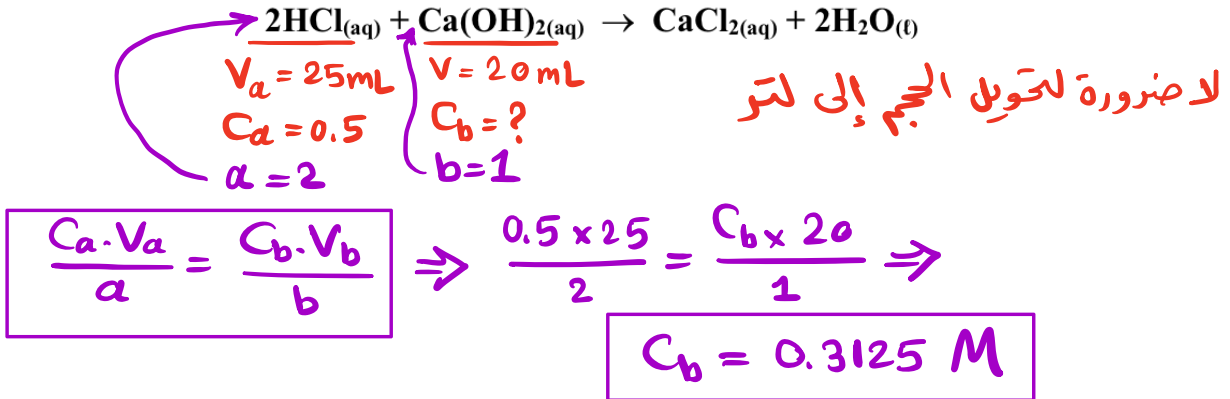 2HCl(aq) + Ca(OH)2(aq) → CaCl2(aq) + 2H2O(ℓ)
Va = 25mL V = 20mL لا ضرورة لتحويل الحجم إلى لتر
Ca = 0.5 Cb = ?
a = 2 b = 1
Ca . Va / a = Cb . Vb / b ⇒ 0.5 × 25 / 2 = Cb × 20 / 1 ⇒
Cb = 0.3125 M